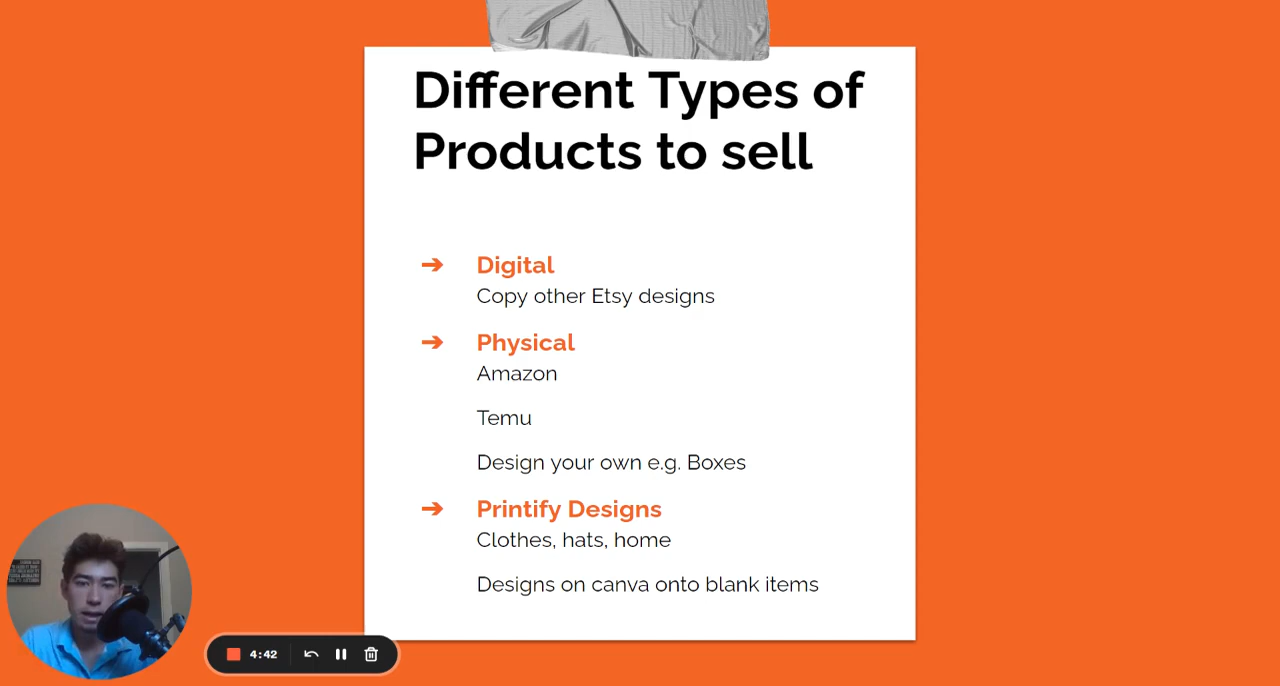 Different Types of
Products to sell
➔ Digital
Copy other Etsy designs
➔ Physical
Amazon
Temu
Design your own e.g. Boxes
➔ Printify Designs
Clothes, hats, home
Designs on canva onto blank items
4:42